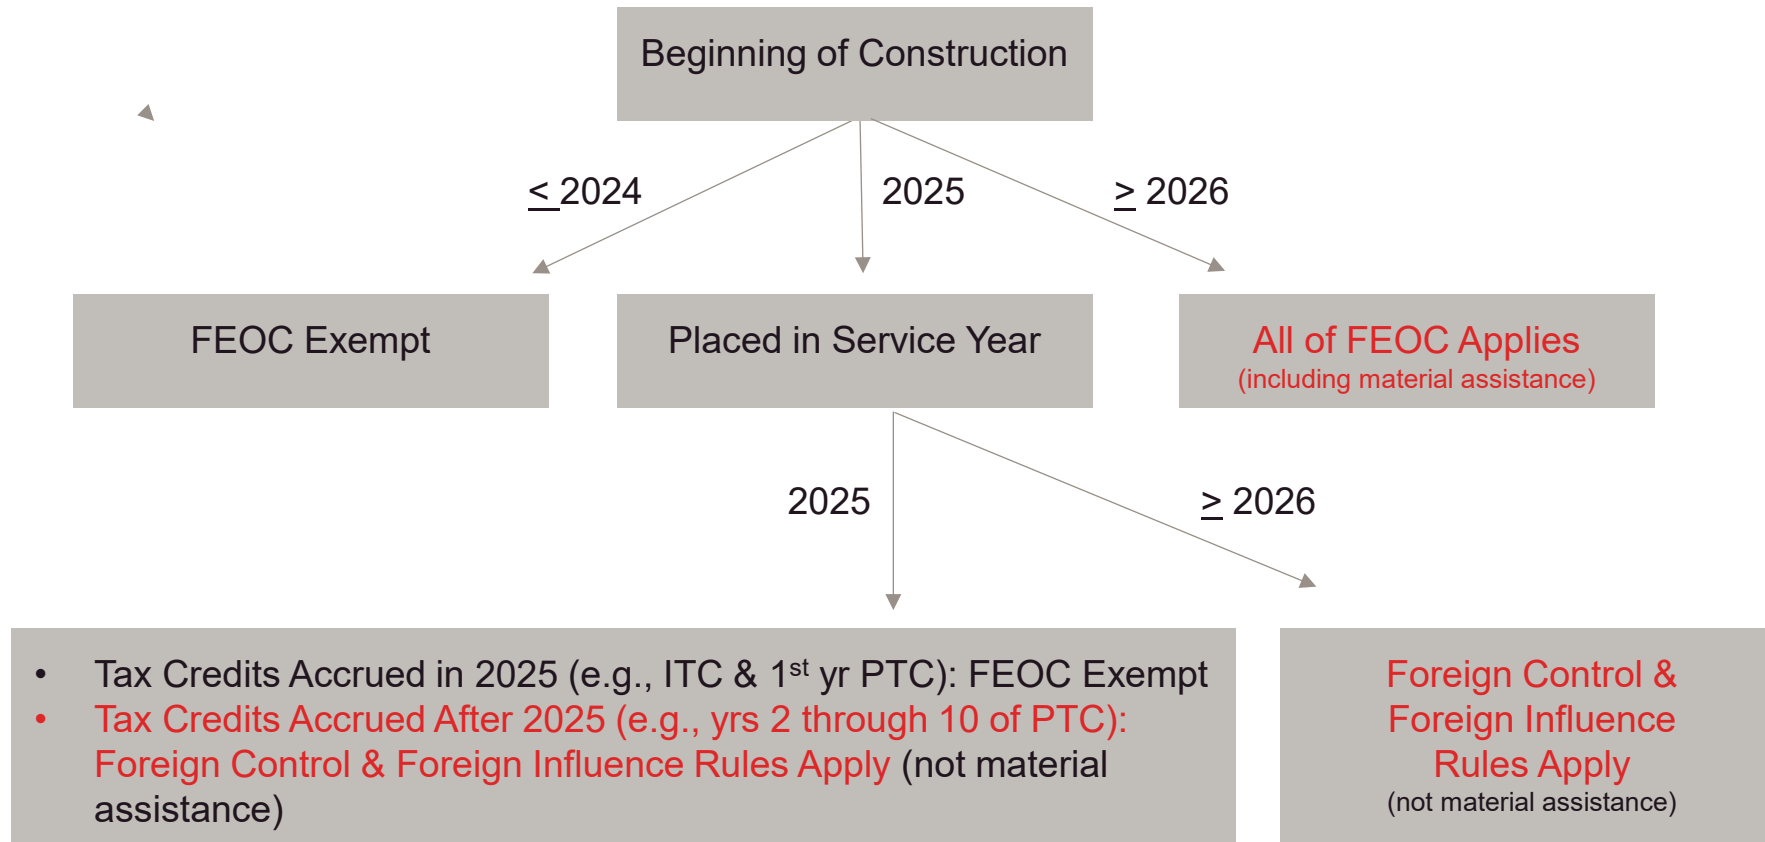 Beginning of Construction
≤ 2024
2025
≥ 2026
FEOC Exempt
Placed in Service Year
All of FEOC Applies
(including material assistance)
2025
≥ 2026
• Tax Credits Accrued in 2025 (e.g., ITC & 1st yr PTC): FEOC Exempt
• Tax Credits Accrued After 2025 (e.g., yrs 2 through 10 of PTC):
Foreign Control & Foreign Influence Rules Apply (not material
assistance)
Foreign Control &
Foreign Influence
Rules Apply
(not material assistance)